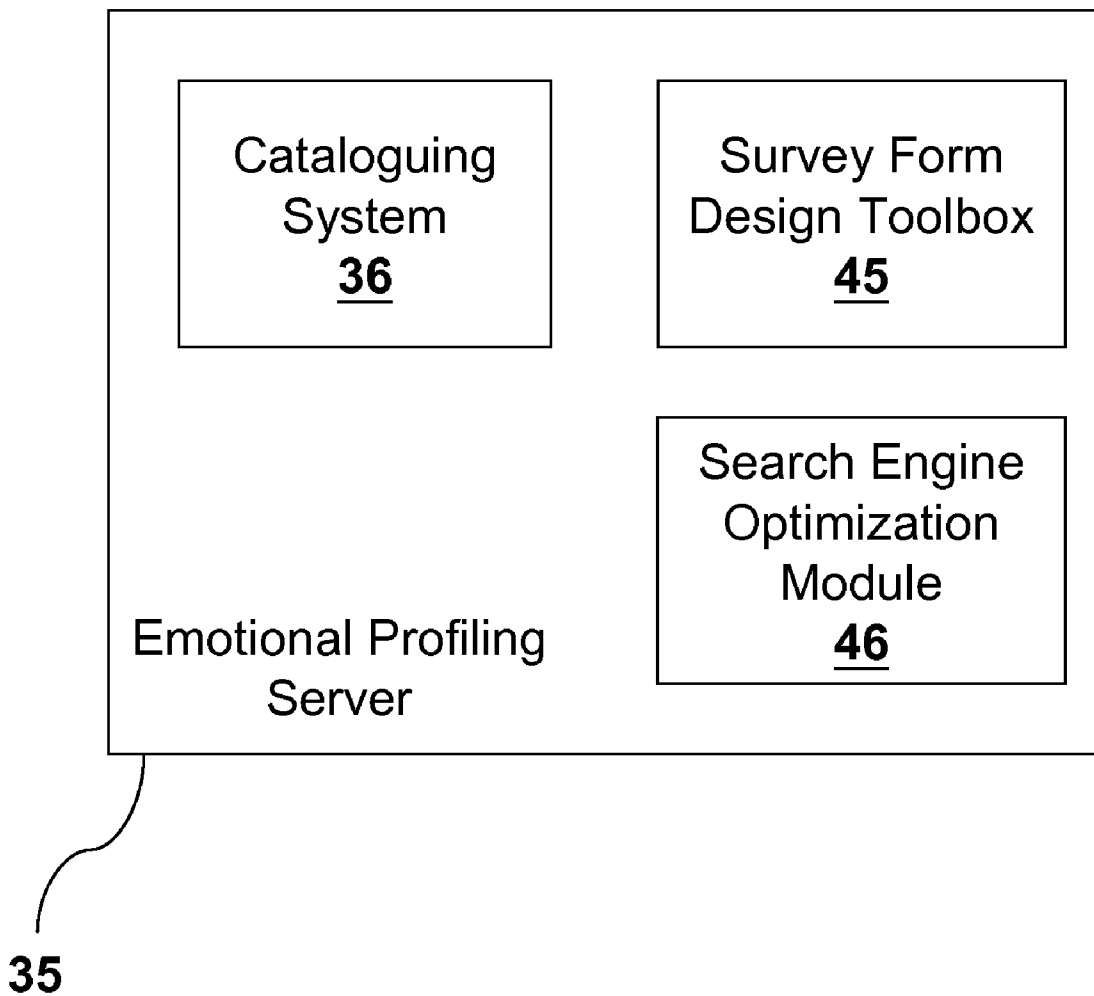 Cataloguing
System
36
Survey Form
Design Toolbox
45
Search Engine
Optimization
Module
46
Emotional Profiling
Server
35